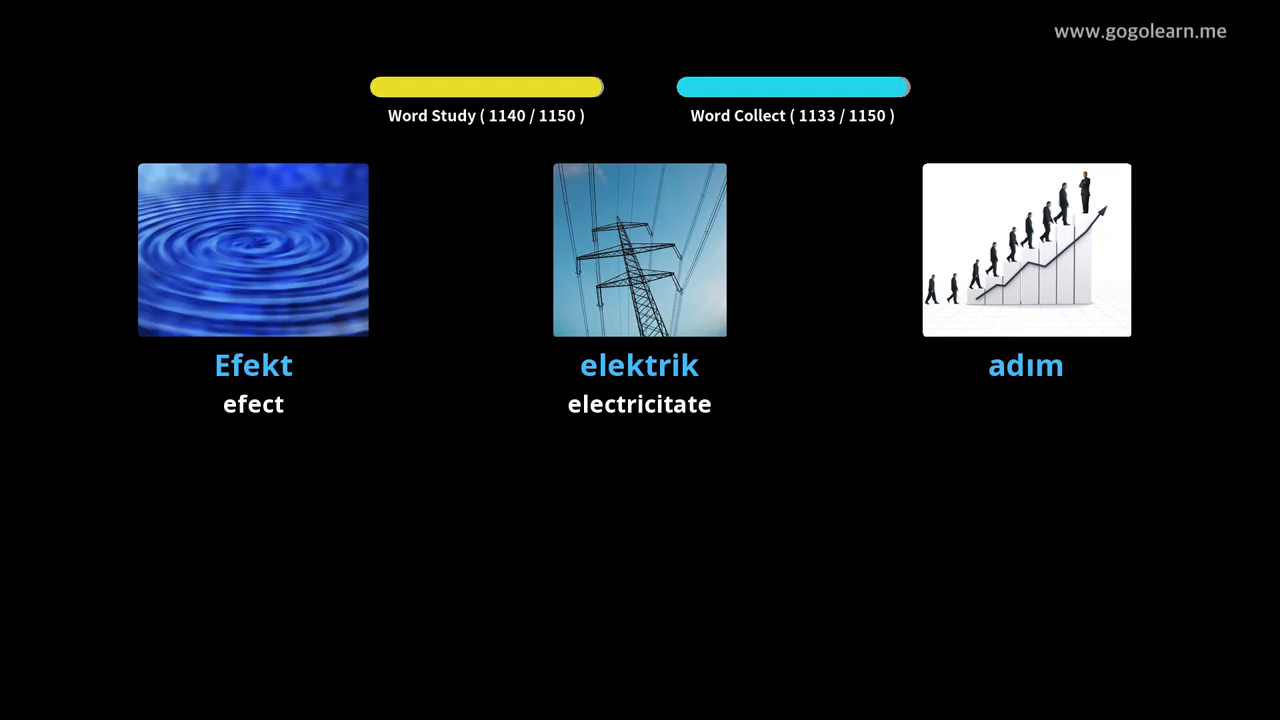 www.gogolearn.me
Word Study ( 1140 / 1150 )
Word Collect ( 1133 / 1150 )
Efekt
elektrik
adım
efect
electricitate